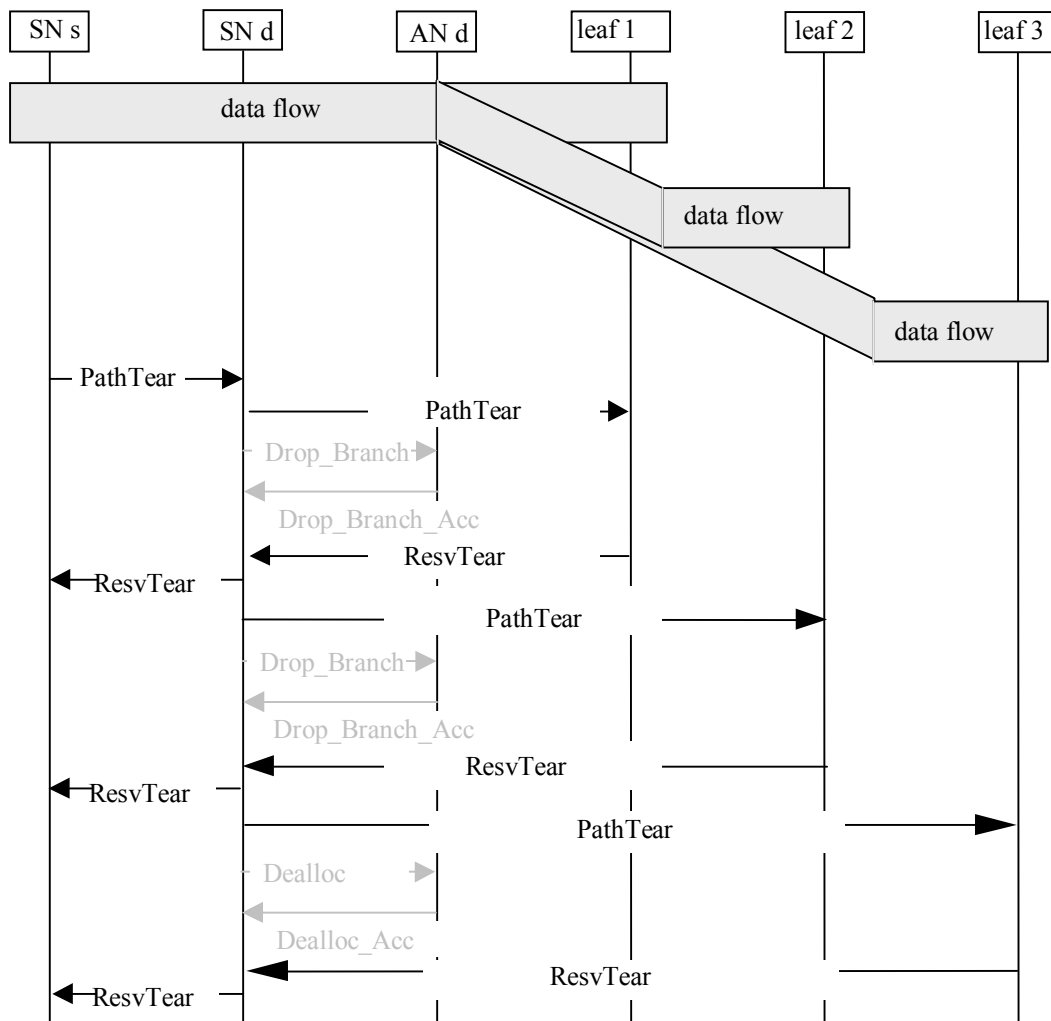 SN s
SN d
AN d
leaf 1
leaf 2
leaf 3
data flow
data flow
data flow
PathTear
PathTear
Drop_Branch
Drop_Branch_Acc
ResvTear
ResvTear
PathTear
Drop_Branch
Drop_Branch_Acc
ResvTear
ResvTear
PathTear
Dealloc
Dealloc_Acc
ResvTear
ResvTear